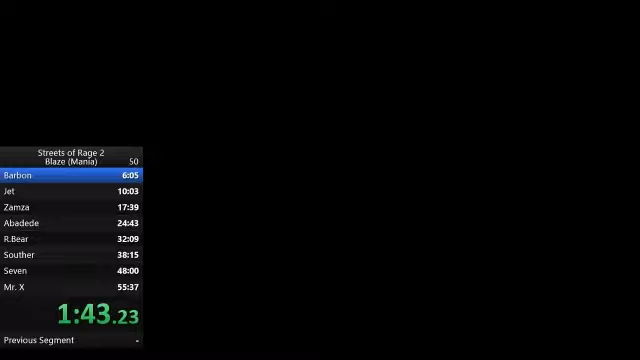 Streets of Rage 2
Blaze (Mania) 50
Barbon 6:05
Jet 10:03
Zamza 17:39
Abadede 24:43
R.Bear 32:09
Souther 38:15
Seven 48:00
Mr. X 55:37
1:43.23
Previous Segment -